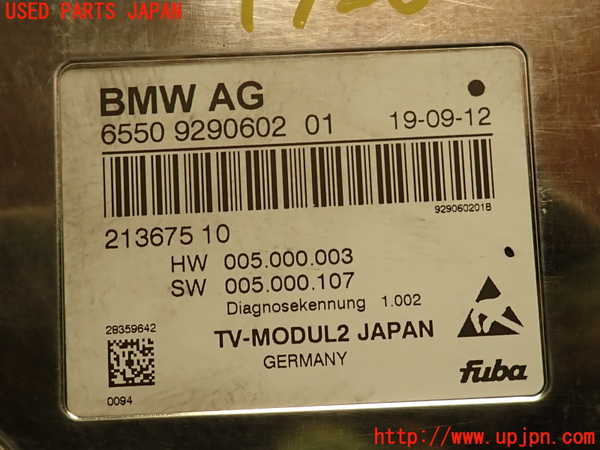 USED PARTS JAPAN
BMW AG
6550 9290602 01 19-09-12
9290602018
213675 10
HW 005.000.003
SW 005.000.107
Diagnosekennung 1.002
28359642
TV-MODUL2 JAPAN
GERMANY
fuba
0094
UPJ
http://www.upjpn.com